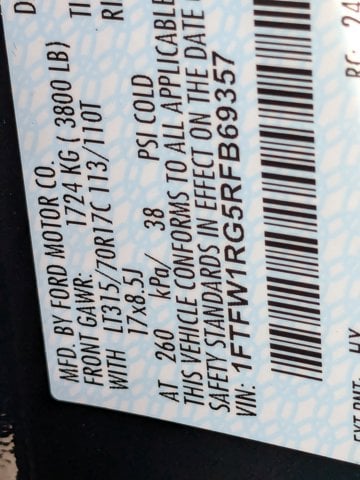 MFD. BY FORD MOTOR CO.
FRONT GAWR: 1724 KG ( 3800 LB)
WITH LT315/70R17C 113/110T
17x8.5J
AT 260 kPa/ 38 PSI COLD
THIS VEHICLE CONFORMS TO ALL APPLICABLE
SAFETY STANDARDS IN EFFECT ON THE DATE
VIN: 1FTFW1RG5RFB69357